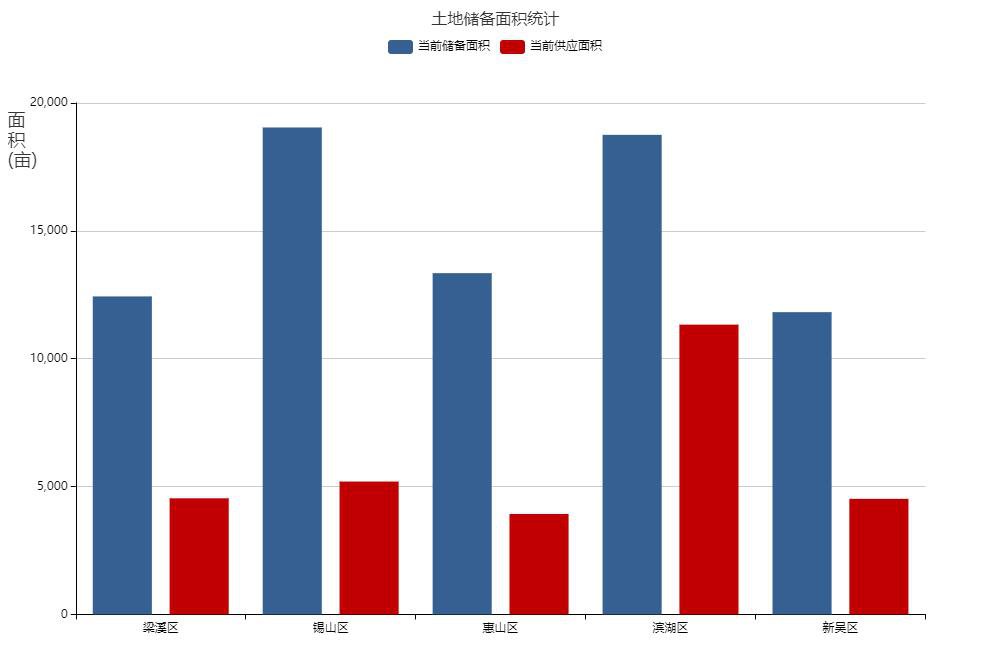 土地储备面积统计
当前储备面积 当前供应面积
面
积
(亩)
20,000
15,000
10,000
5,000
0
梁溪区 锡山区 惠山区 滨湖区 新吴区